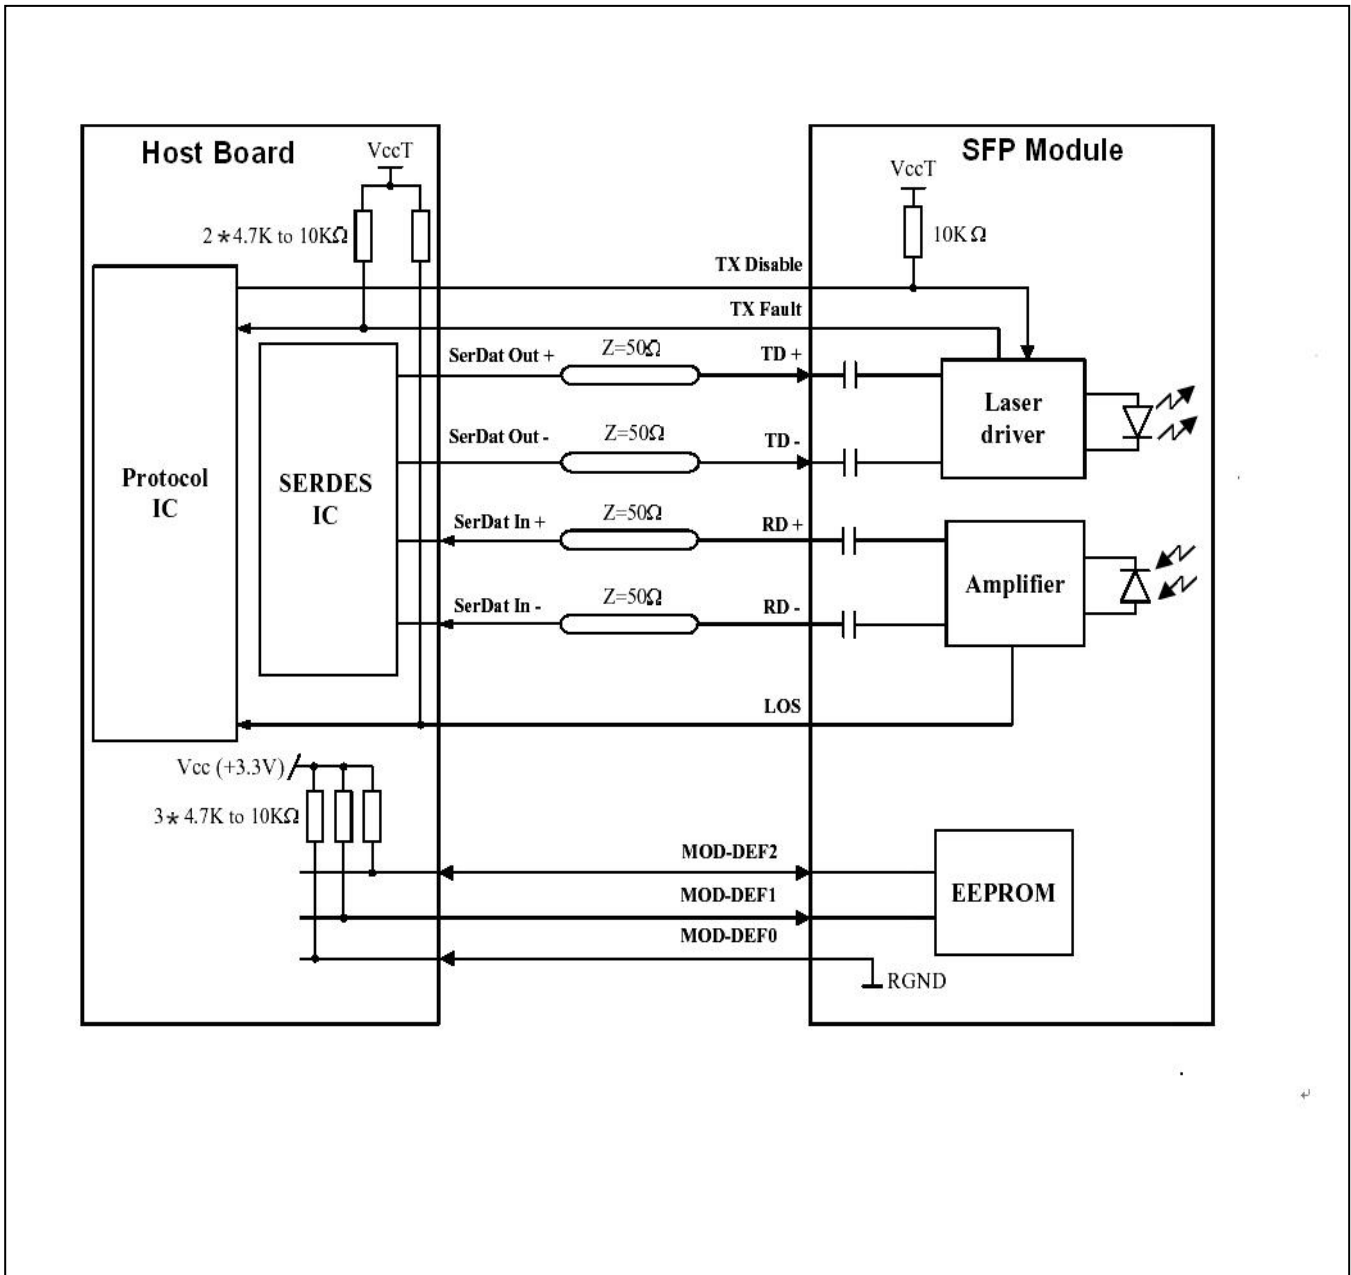 Host Board
SFP Module
VccT
VccT
2*4.7K to 10KΩ
10KΩ
TX Disable
TX Fault
SerDat Out +
Z=50Ω
TD +
SerDat Out -
Z=50Ω
TD -
Laser
driver
Protocol
IC
SERDES
IC
SerDat In +
Z=50Ω
RD +
SerDat In -
Z=50Ω
RD -
Amplifier
LOS
Vcc (+3.3V)
3*4.7K to 10KΩ
MOD-DEF2
MOD-DEF1
MOD-DEF0
EEPROM
RGND